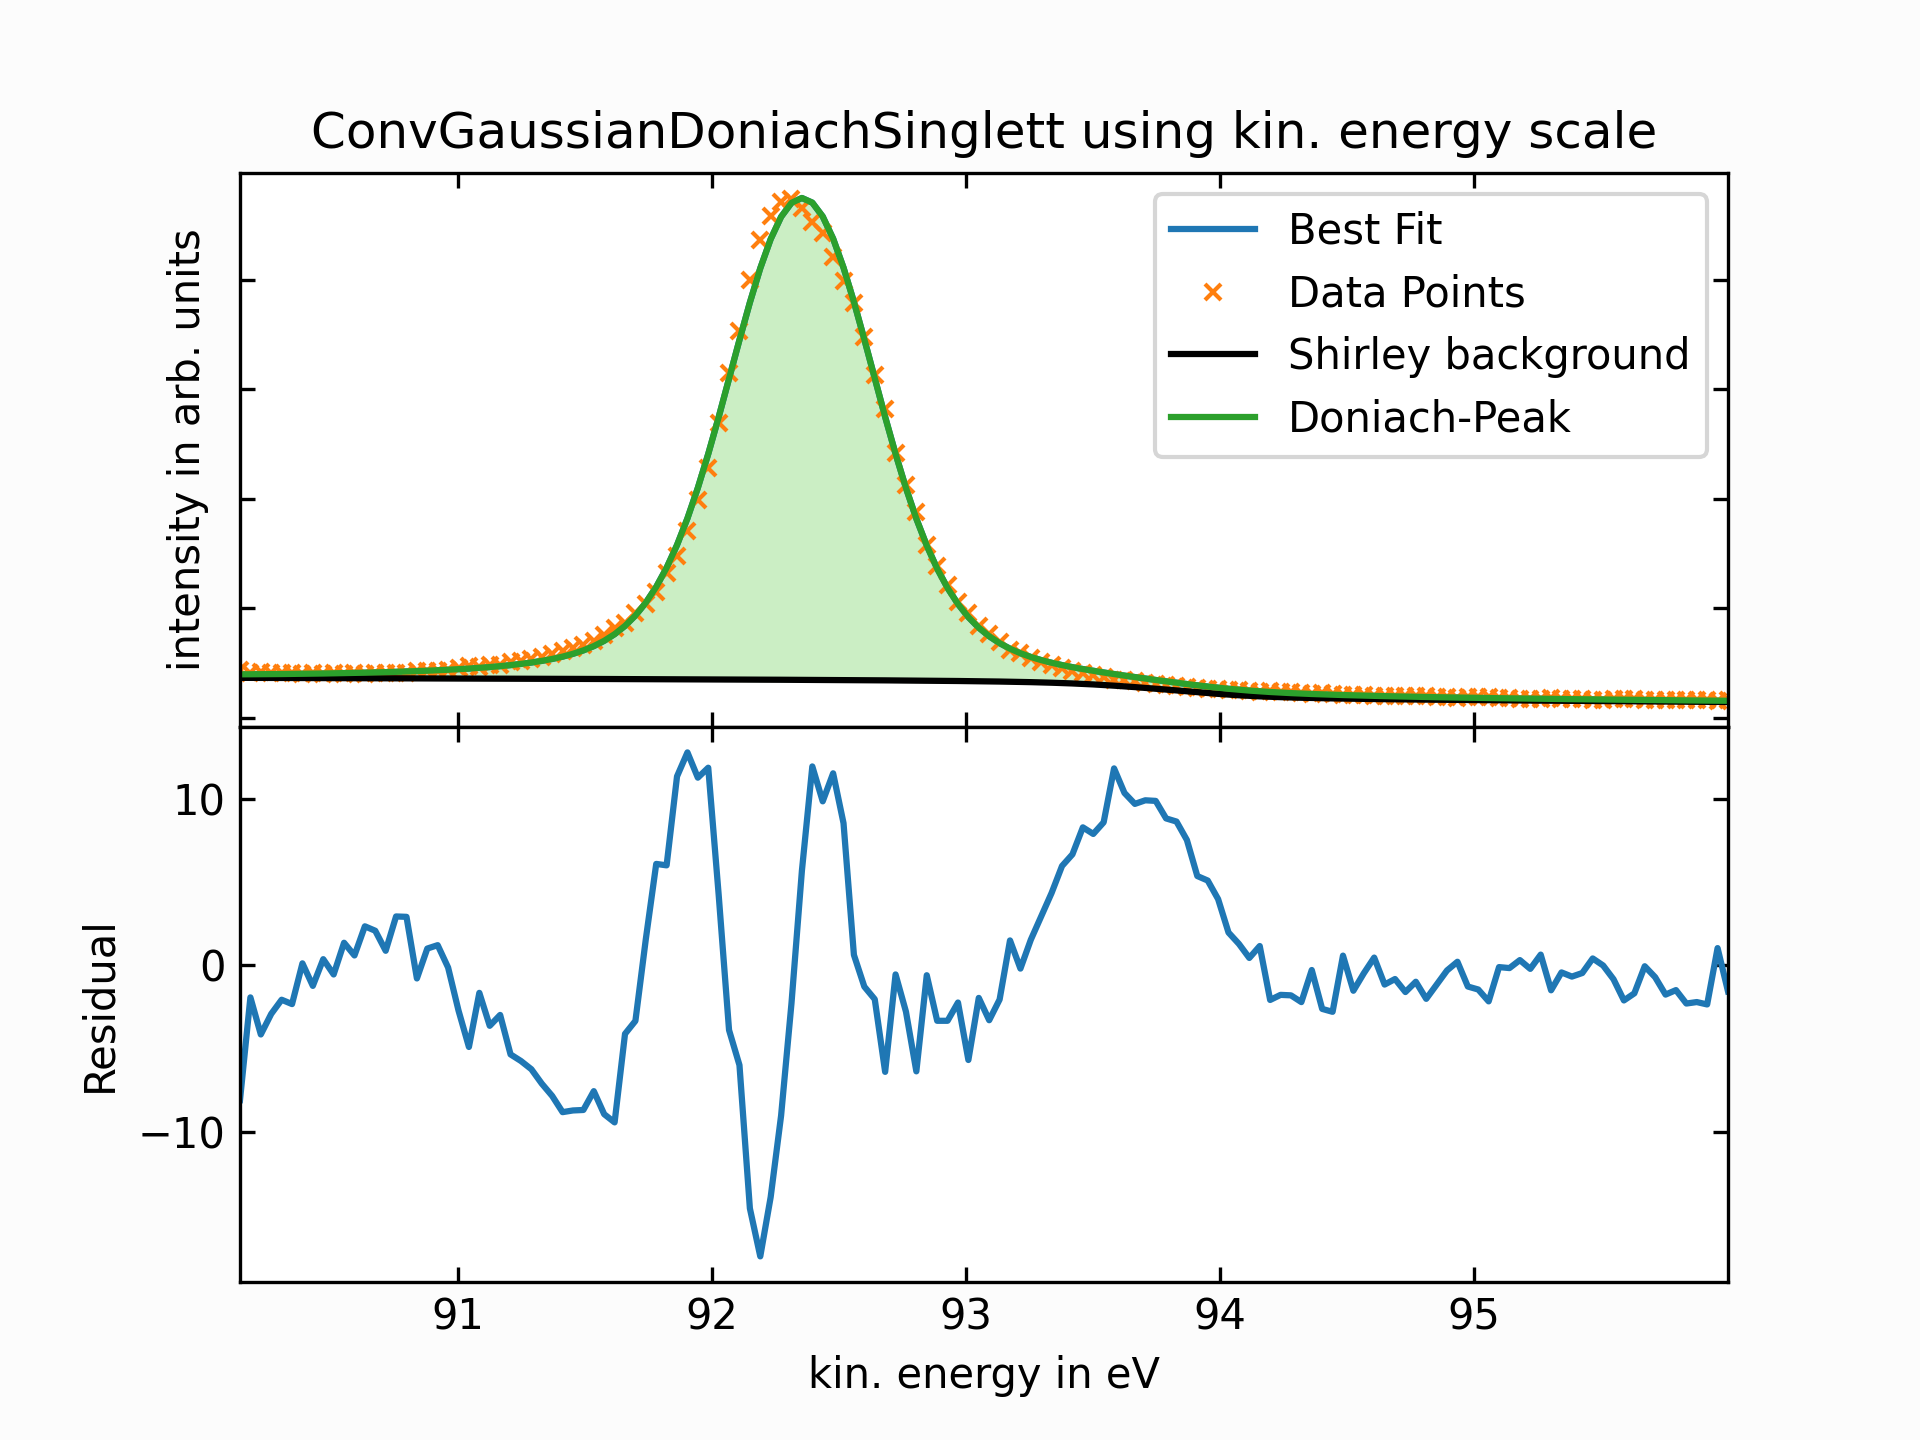 ConvGaussianDoniachSinglett using kin. energy scale
intensity in arb. units
Best Fit
Data Points
Shirley background
Doniach-Peak
Residual
10
0
−10
91 92 93 94 95
kin. energy in eV